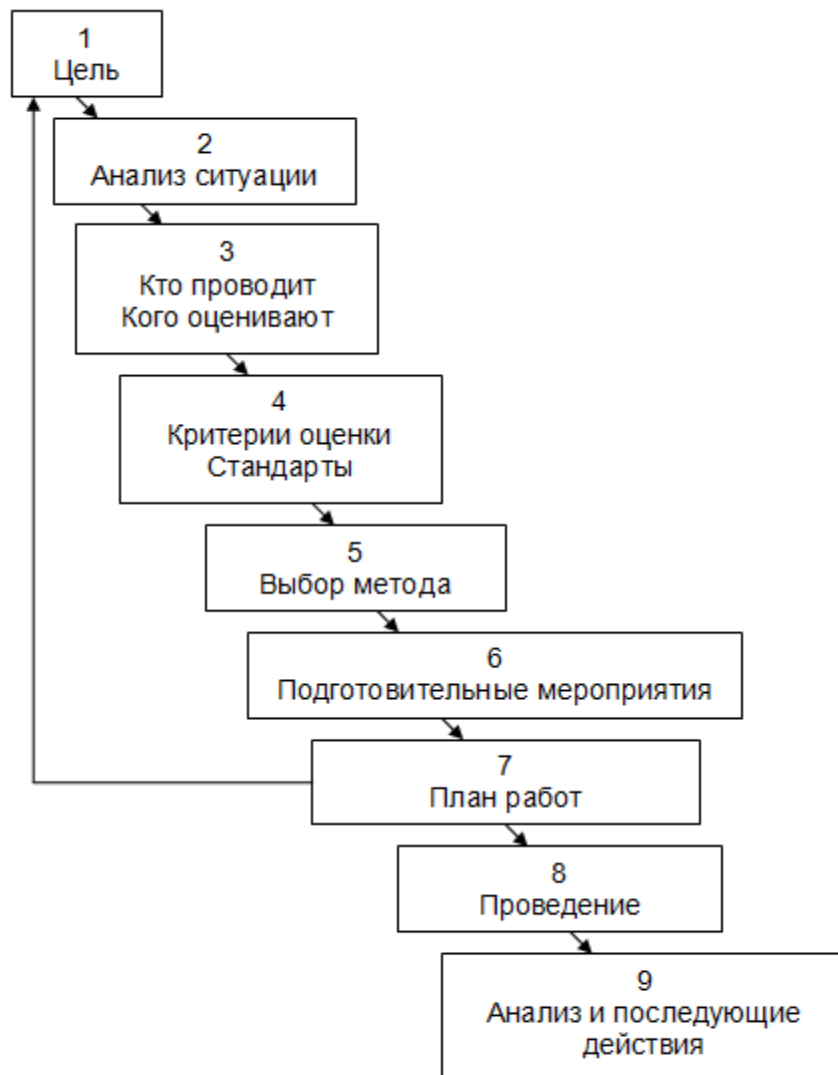 1
Цель
2
Анализ ситуации
3
Кто проводит
Кого оценивают
4
Критерии оценки
Стандарты
5
Выбор метода
6
Подготовительные мероприятия
7
План работ
8
Проведение
9
Анализ и последующие
действия